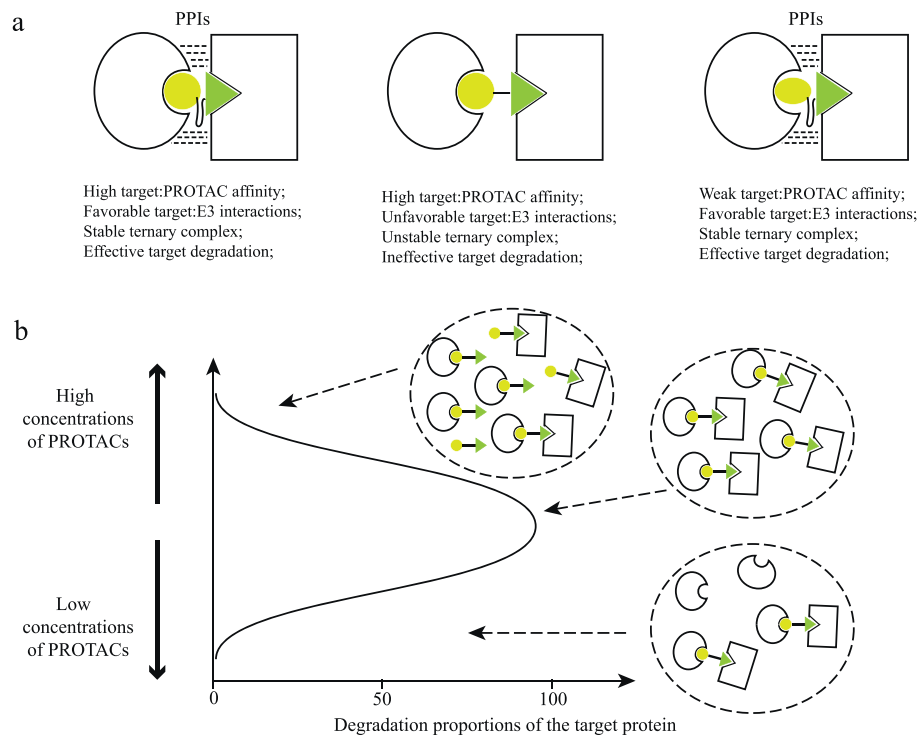 a
PPIs
PPIs
High target:PROTAC affinity;
Favorable target:E3 interactions;
Stable ternary complex;
Effective target degradation;
High target:PROTAC affinity;
Unfavorable target:E3 interactions;
Unstable ternary complex;
Ineffective target degradation;
Weak target:PROTAC affinity;
Favorable target:E3 interactions;
Stable ternary complex;
Effective target degradation;
b
High
concentrations
of PROTACs
Low
concentrations
of PROTACs
0
50
100
Degradation proportions of the target protein